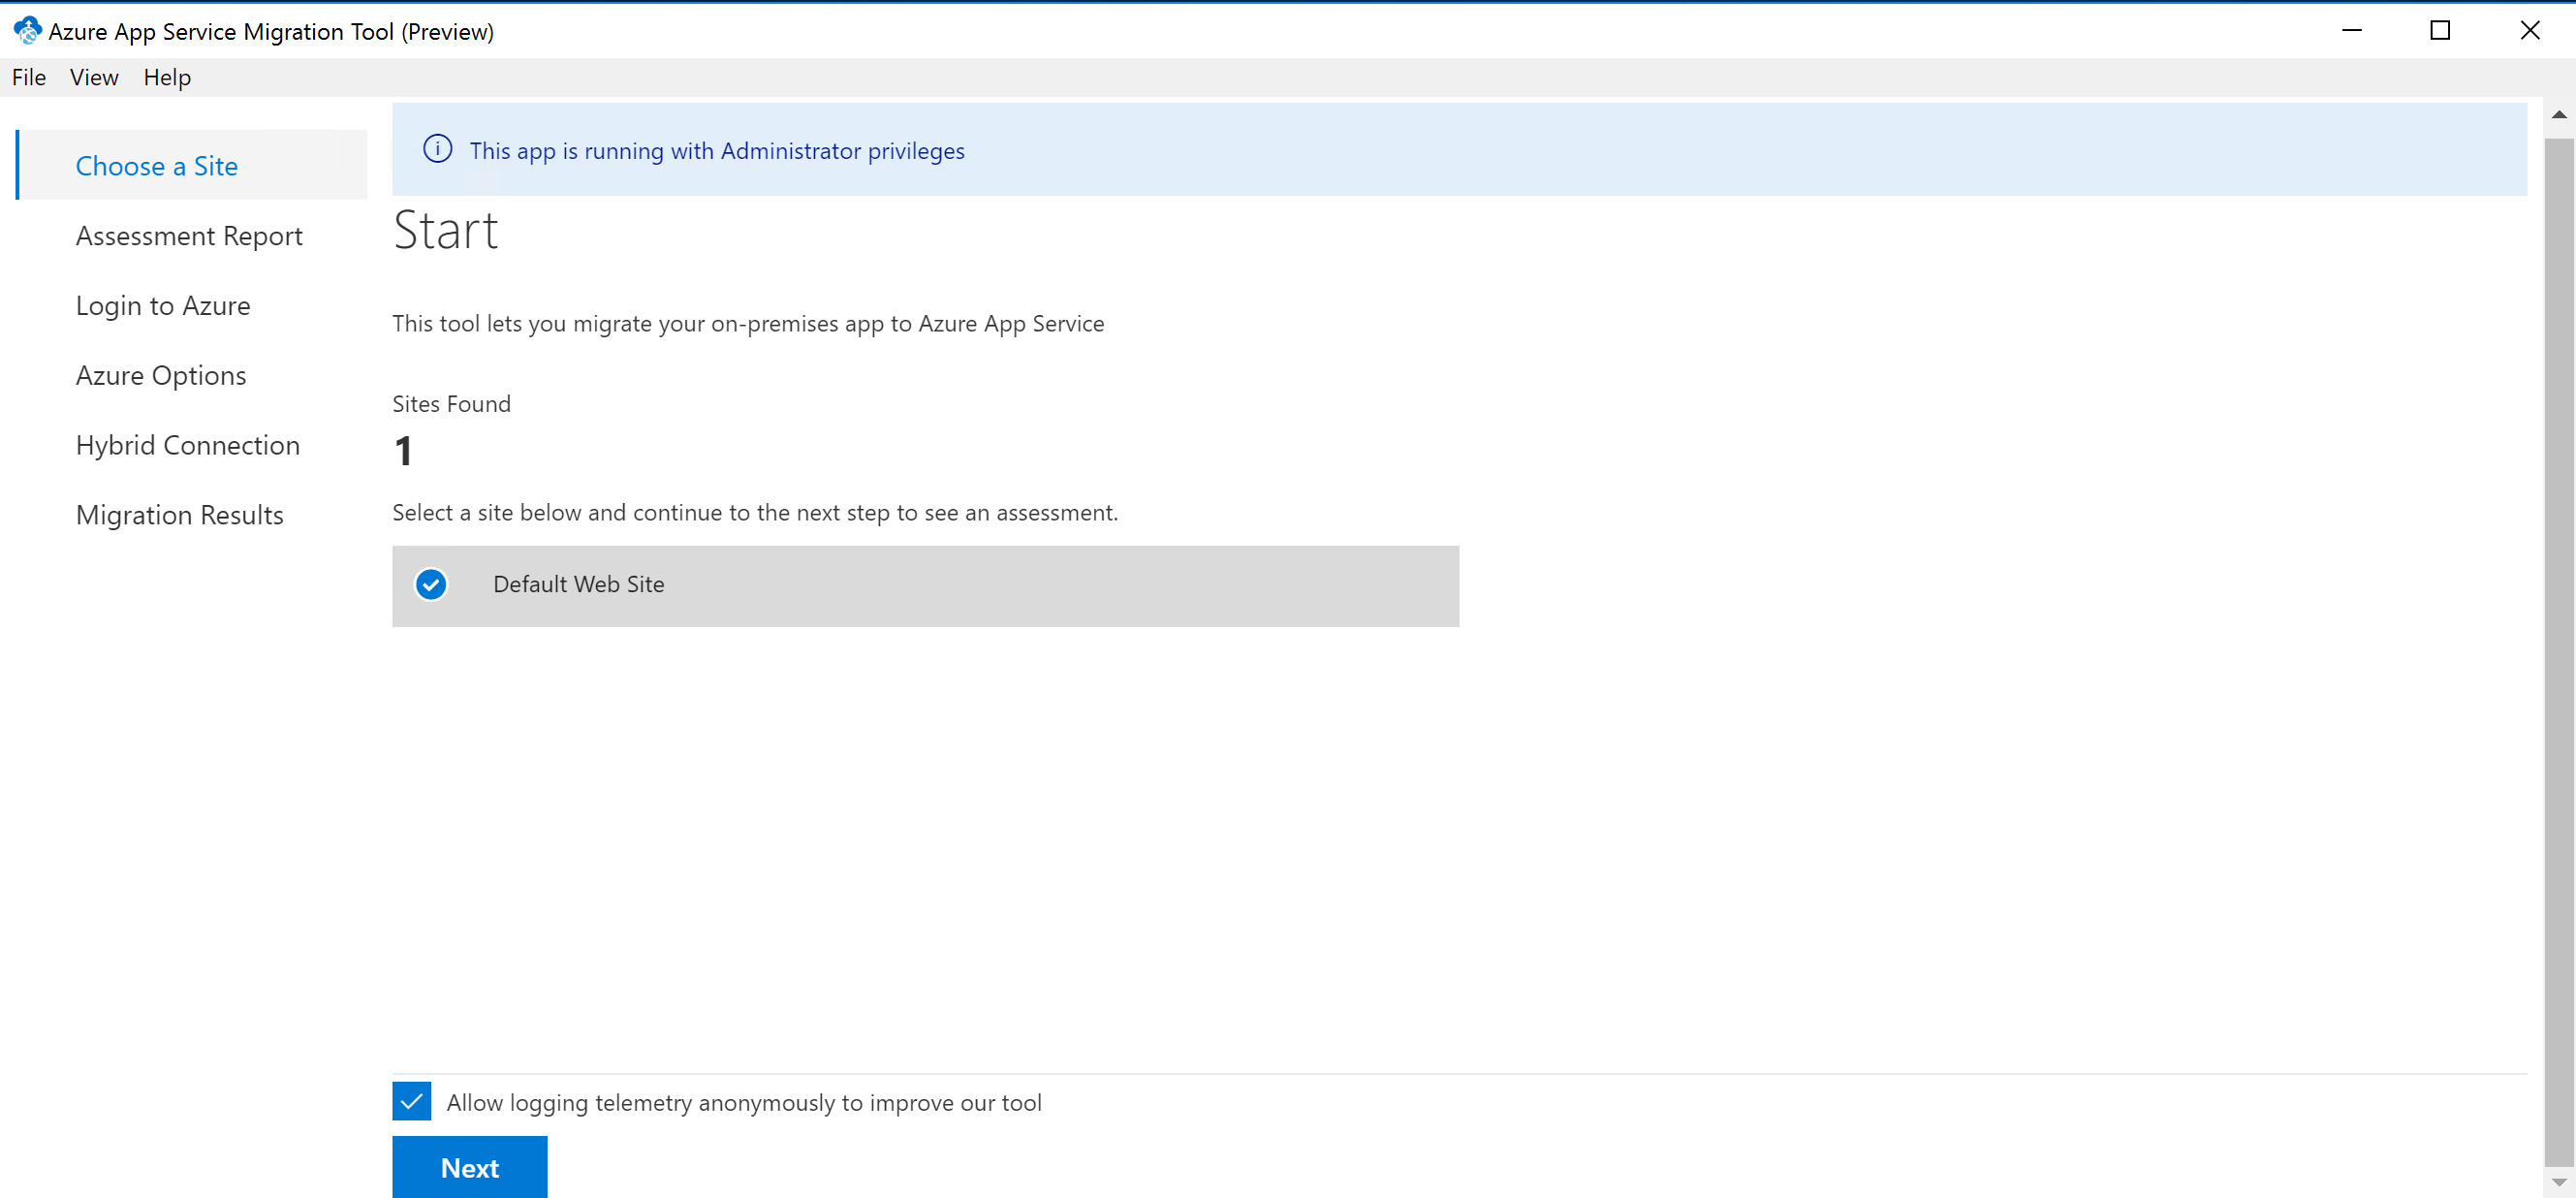 Azure App Service Migration Tool (Preview)
File View Help
Choose a Site
Assessment Report
Login to Azure
Azure Options
Hybrid Connection
Migration Results
This app is running with Administrator privileges
Start
This tool lets you migrate your on-premises app to Azure App Service
Sites Found
1
Select a site below and continue to the next step to see an assessment.
Default Web Site
Allow logging telemetry anonymously to improve our tool
Next